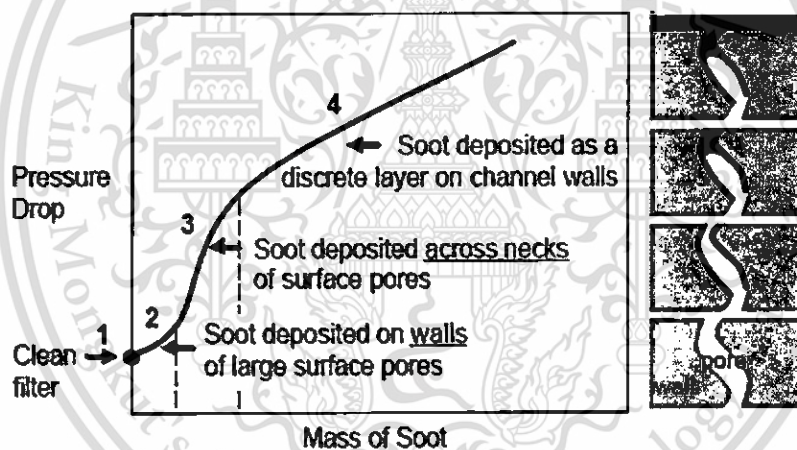 4
Soot deposited as a
discrete layer on channel walls
Pressure
Drop
3
Soot deposited across necks
of surface pores
1
2
Soot deposited on walls
of large surface pores
Clean
filter
pore
wall
Mass of Soot